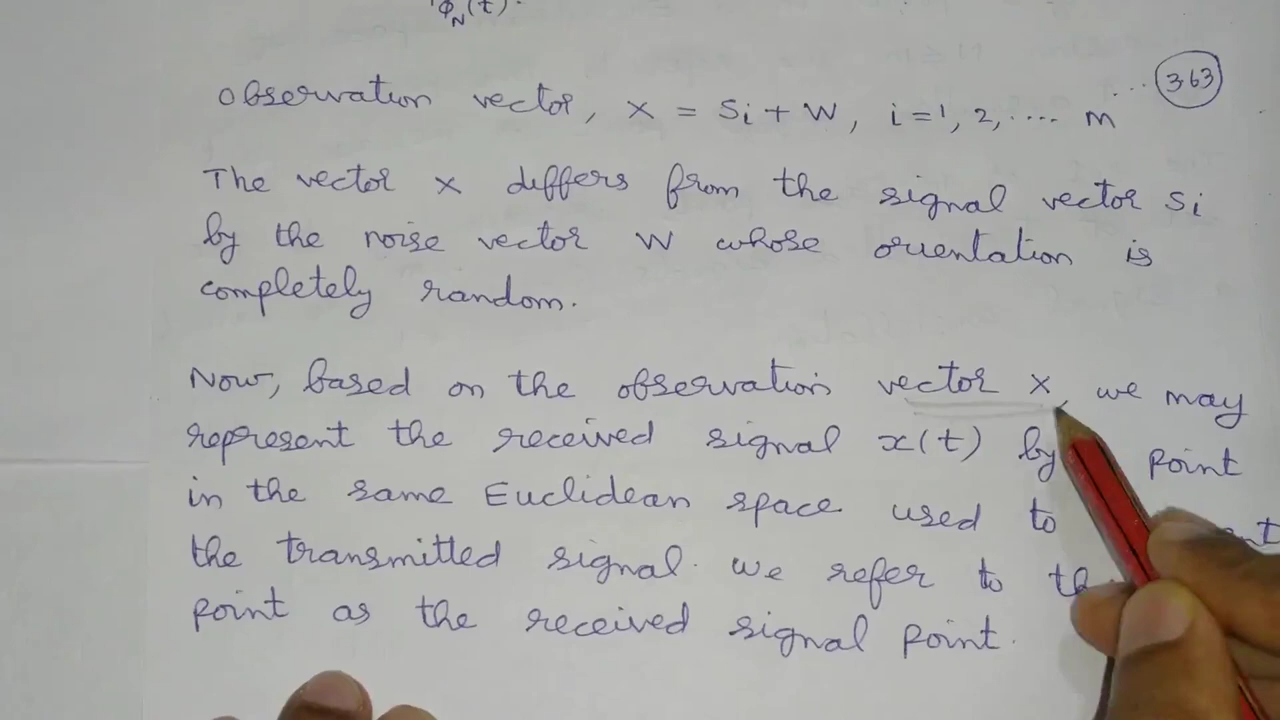 φN(t).
... 363
Observation vector, x = Si + W, i = 1, 2, .... m
The vector x differs from the signal vector Si
by the noise vector W whose orientation is
completely random.
Now, based on the observation vector x, we may
represent the received signal x(t) by point
in the same Euclidean space used to
the transmitted signal. we refer to
point as the received signal point.